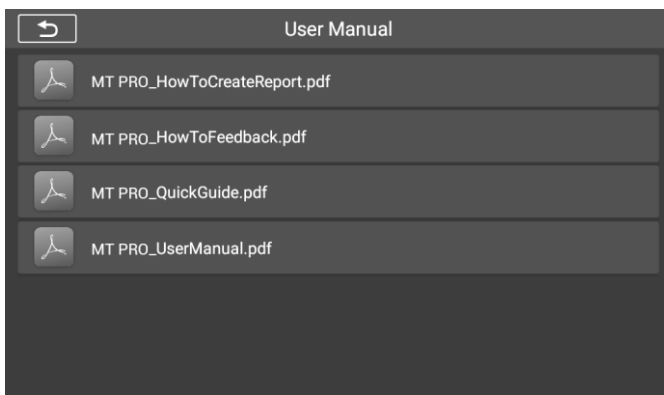 User Manual
MT PRO_HowToCreateReport.pdf
MT PRO_HowToFeedback.pdf
MT PRO_QuickGuide.pdf
MT PRO_UserManual.pdf